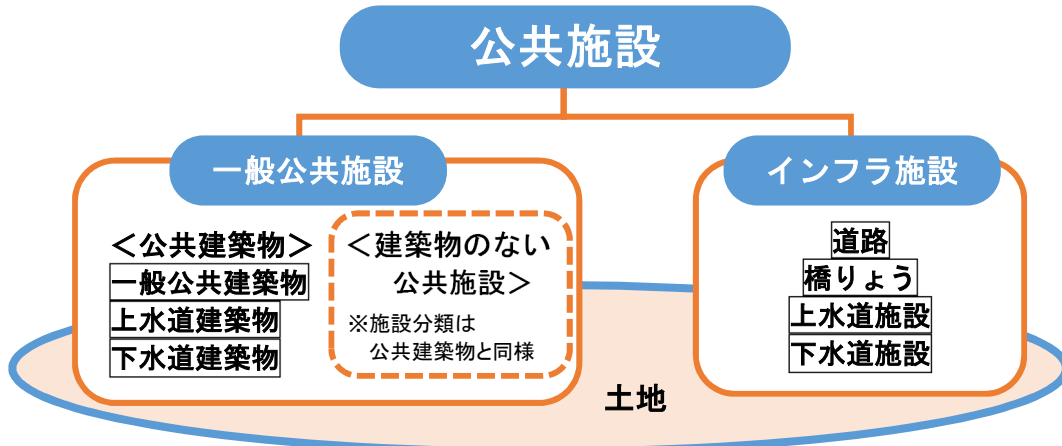 公共施設
一般公共施設
＜公共建築物＞
一般公共建築物
上水道建築物
下水道建築物
＜建築物のない
公共施設＞
※施設分類は
公共建築物と同様
インフラ施設
道路
橋りょう
上水道施設
下水道施設
土地